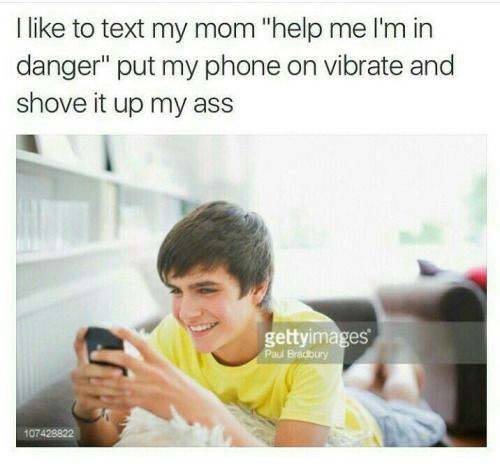 I like to text my mom "help me I'm in
danger" put my phone on vibrate and
shove it up my ass
gettyimages®
Paul Bradbury
107428822